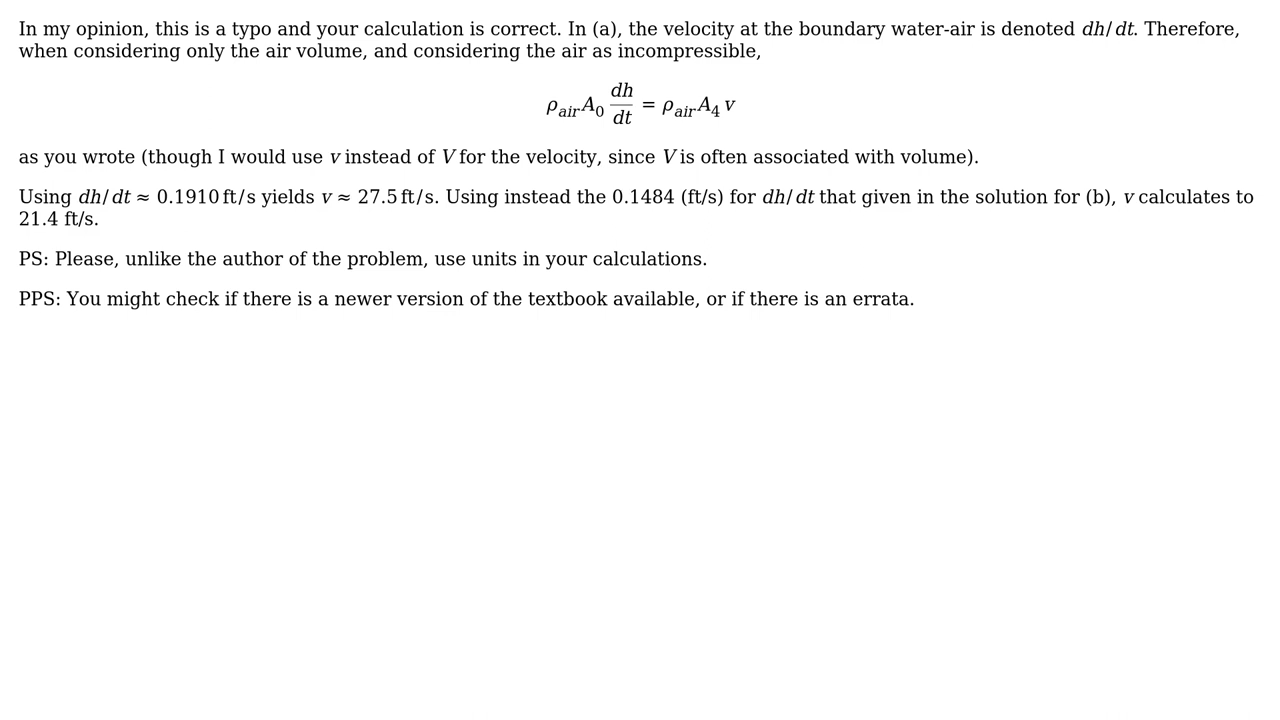 In my opinion, this is a typo and your calculation is correct. In (a), the velocity at the boundary water-air is denoted dh/dt. Therefore,
when considering only the air volume, and considering the air as incompressible,
ρ_air A_0 dh/dt = ρ_air A_4 v
as you wrote (though I would use v instead of V for the velocity, since V is often associated with volume).
Using dh/dt ≈ 0.1910 ft/s yields v ≈ 27.5 ft/s. Using instead the 0.1484 (ft/s) for dh/dt that given in the solution for (b), v calculates to
21.4 ft/s.
PS: Please, unlike the author of the problem, use units in your calculations.
PPS: You might check if there is a newer version of the textbook available, or if there is an errata.